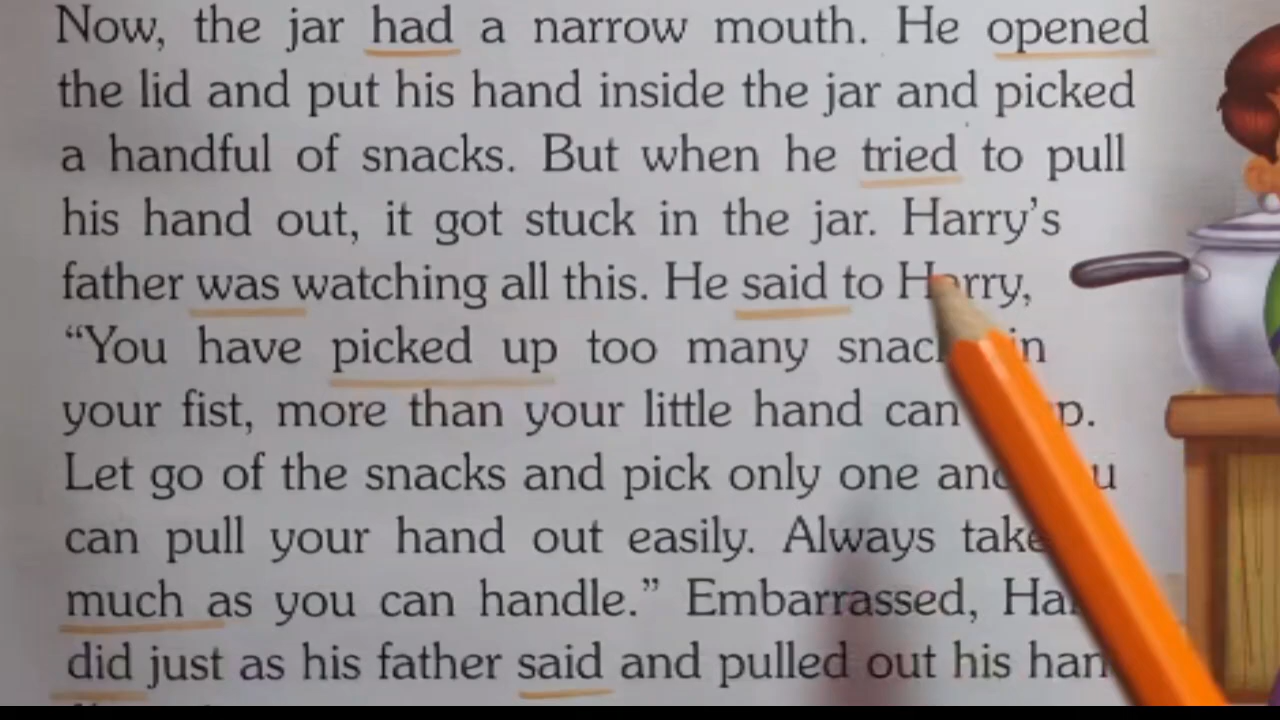 Now, the jar had a narrow mouth. He opened
the lid and put his hand inside the jar and picked
a handful of snacks. But when he tried to pull
his hand out, it got stuck in the jar. Harry's
father was watching all this. He said to Harry,
“You have picked up too many in
your fist, more than your little hand can
Let go of the snacks and pick only one
can pull your hand out easily. Always take
much as you can handle.” Embarrassed,
did just as his father said and pulled out his